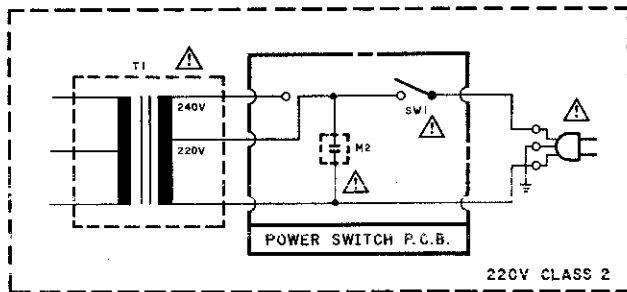 T1
240V
220V
SW1
M2
POWER SWITCH P.C.B.
220V CLASS 2